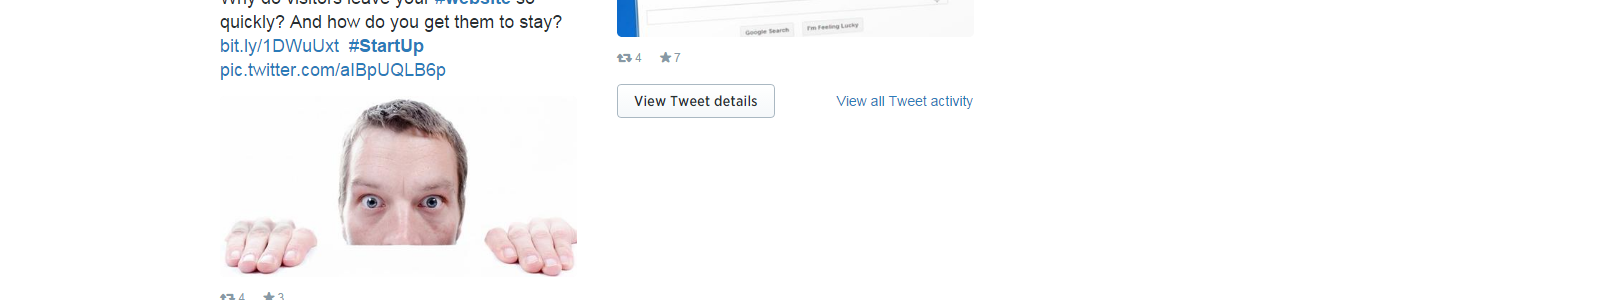 Why do visitors leave your #website so
quickly? And how do you get them to stay?
bit.ly/1DWuUxt #StartUp
pic.twitter.com/aIBpUQLB6p
4 3
Google Search I'm Feeling Lucky
4 7
View Tweet details View all Tweet activity